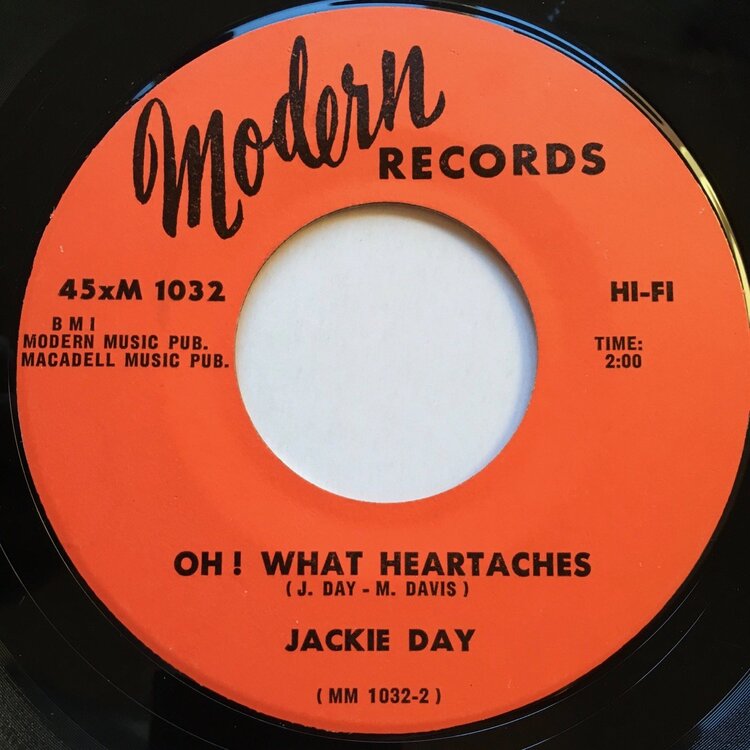 Modern
RECORDS
45xM 1032
HI-FI
B M I
MODERN MUSIC PUB.
MACADELL MUSIC PUB.
TIME:
2:00
OH! WHAT HEARTACHES
( J. DAY - M. DAVIS )
JACKIE DAY
( MM 1032-2 )